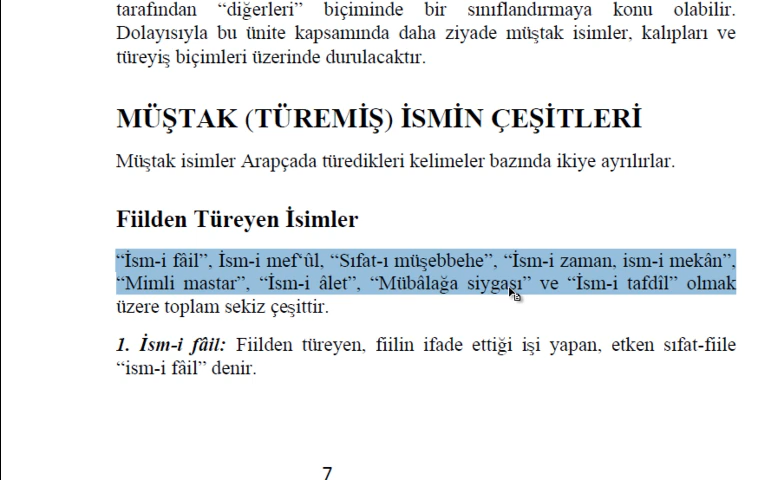 tarafından “diğerleri” biçiminde bir sınıflandırmaya konu olabilir.
Dolayısıyla bu ünite kapsamında daha ziyade müştak isimler, kalıpları ve
türeyiş biçimleri üzerinde durulacaktır.
MÜŞTAK (TÜREMİŞ) İSMİN ÇEŞİTLERİ
Müştak isimler Arapçada türedikleri kelimeler bazında ikiye ayrılırlar.
Fiilden Türeyen İsimler
“İsm-i fâil”, İsm-i mef‘ûl, “Sıfat-ı müşebbehe”, “İsm-i zaman, ism-i mekân”,
“Mimli mastar”, “İsm-i âlet”, “Mübâlağa siygası” ve “İsm-i tafdîl” olmak
üzere toplam sekiz çeşittir.
1. İsm-i fâil: Fiilden türeyen, fiilin ifade ettiği işi yapan, etken sıfat-fiile
“ism-i fâil” denir.
7